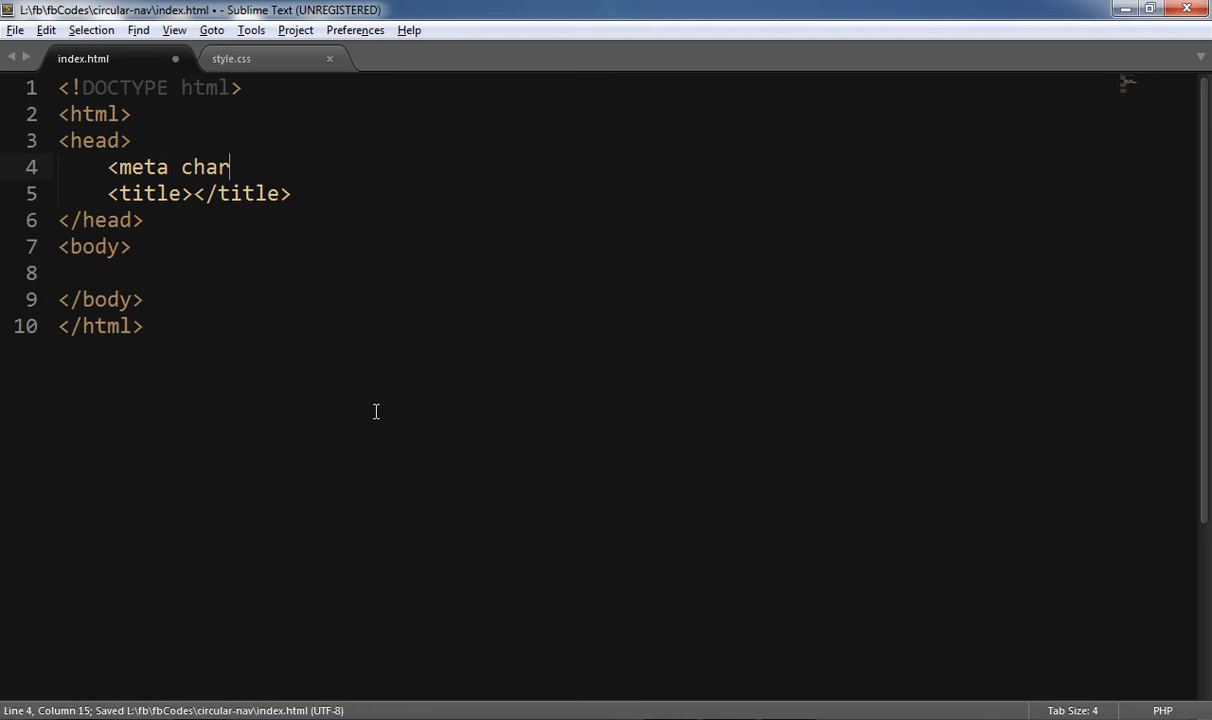 L:\fb\fbCodes\circular-nav\index.html • - Sublime Text (UNREGISTERED)
File Edit Selection Find View Goto Tools Project Preferences Help
index.html style.css
1 <!DOCTYPE html>
2 <html>
3 <head>
4 <meta char
5 <title></title>
6 </head>
7 <body>
8
9 </body>
10 </html>
Line 4, Column 15; Saved L:\fb\fbCodes\circular-nav\index.html (UTF-8) Tab Size: 4 PHP